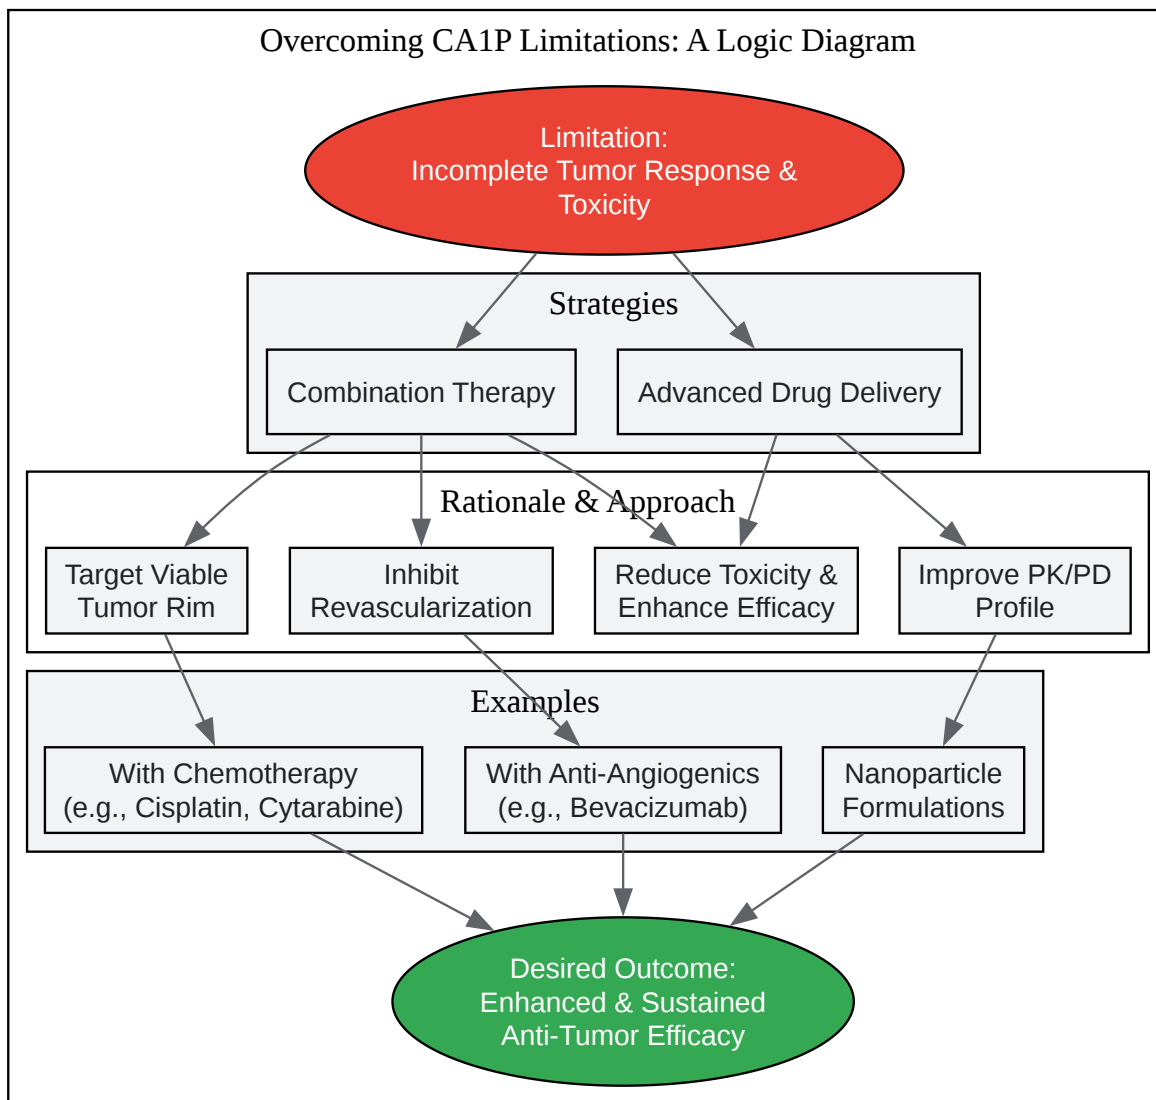 Overcoming CA1P Limitations: A Logic Diagram
Limitation:
Incomplete Tumor Response &
Toxicity
Strategies
Combination Therapy
Advanced Drug Delivery
Rationale & Approach
Target Viable
Tumor Rim
Inhibit
Revascularization
Reduce Toxicity &
Enhance Efficacy
Improve PK/PD
Profile
Examples
With Chemotherapy
(e.g., Cisplatin, Cytarabine)
With Anti-Angiogenics
(e.g., Bevacizumab)
Nanoparticle
Formulations
Desired Outcome:
Enhanced & Sustained
Anti-Tumor Efficacy